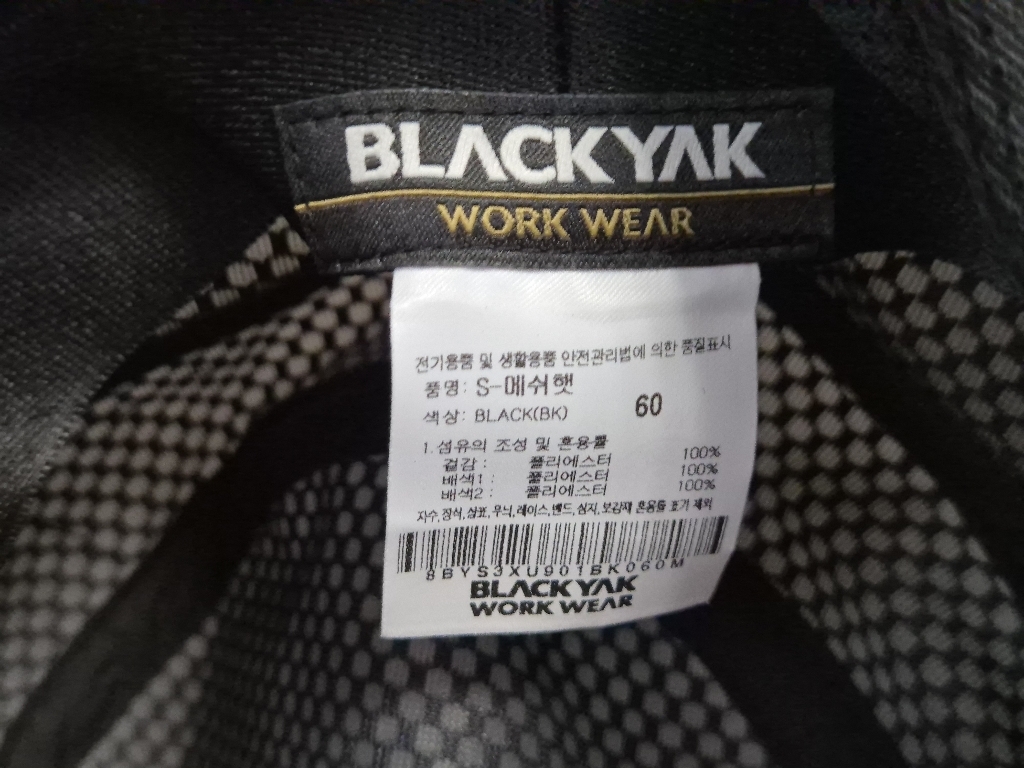 BLACKYAK
WORK WEAR
전기용품 및 생활용품 안전관리법에 의한 품질표시
품명: S-메쉬햇
색상: BLACK(BK) 60
1.섬유의 조성 및 혼용률
겉감 : 폴리에스터 100%
배색1 : 폴리에스터 100%
배색2 : 폴리에스터 100%
자수,장식,상표,무늬,레이스,밴드,심지,보강재 혼용률 표기 제외
8BYS3XU901BK060M
BLACKYAK
WORK WEAR